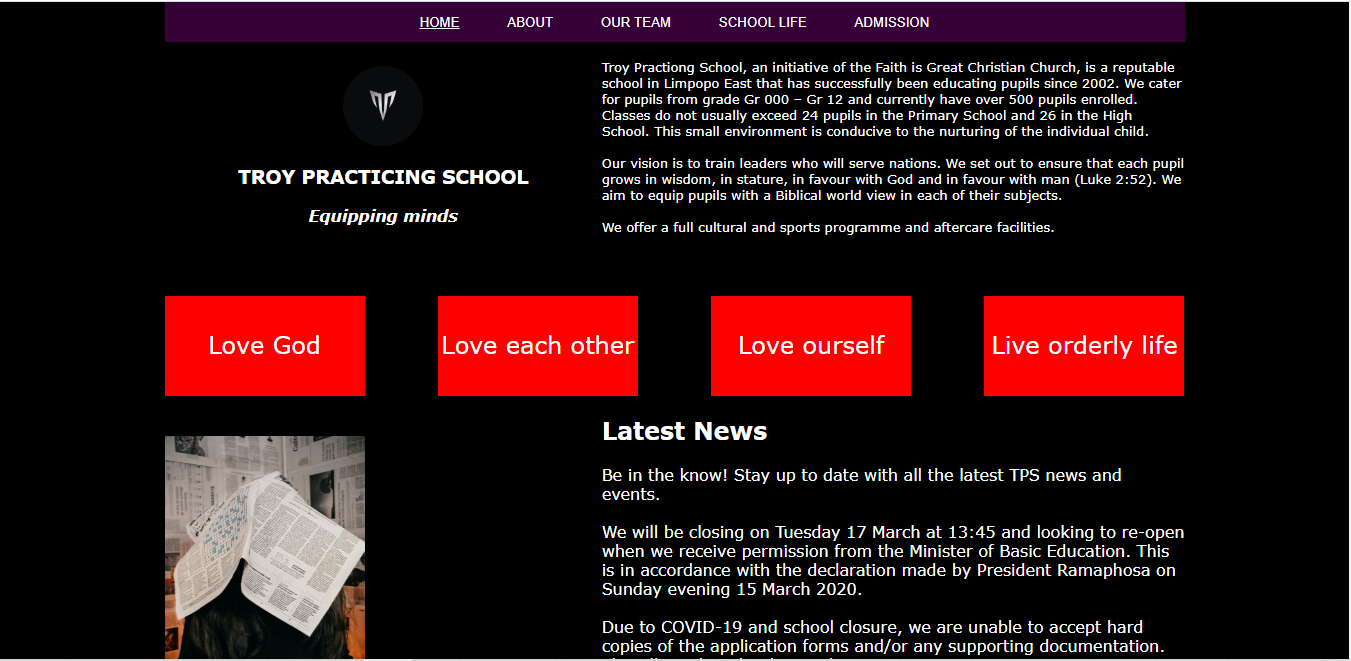 HOME ABOUT OUR TEAM SCHOOL LIFE ADMISSION
TROY PRACTICING SCHOOL
Equipping minds
Troy Practiong School, an initiative of the Faith is Great Christian Church, is a reputable
school in Limpopo East that has successfully been educating pupils since 2002. We cater
for pupils from grade Gr 000 – Gr 12 and currently have over 500 pupils enrolled.
Classes do not usually exceed 24 pupils in the Primary School and 26 in the High
School. This small environment is conducive to the nurturing of the individual child.
Our vision is to train leaders who will serve nations. We set out to ensure that each pupil
grows in wisdom, in stature, in favour with God and in favour with man (Luke 2:52). We
aim to equip pupils with a Biblical world view in each of their subjects.
We offer a full cultural and sports programme and aftercare facilities.
Love God
Love each other
Love ourself
Live orderly life
Latest News
Be in the know! Stay up to date with all the latest TPS news and
events.
We will be closing on Tuesday 17 March at 13:45 and looking to re-open
when we receive permission from the Minister of Basic Education. This
is in accordance with the declaration made by President Ramaphosa on
Sunday evening 15 March 2020.
Due to COVID-19 and school closure, we are unable to accept hard
copies of the application forms and/or any supporting documentation.